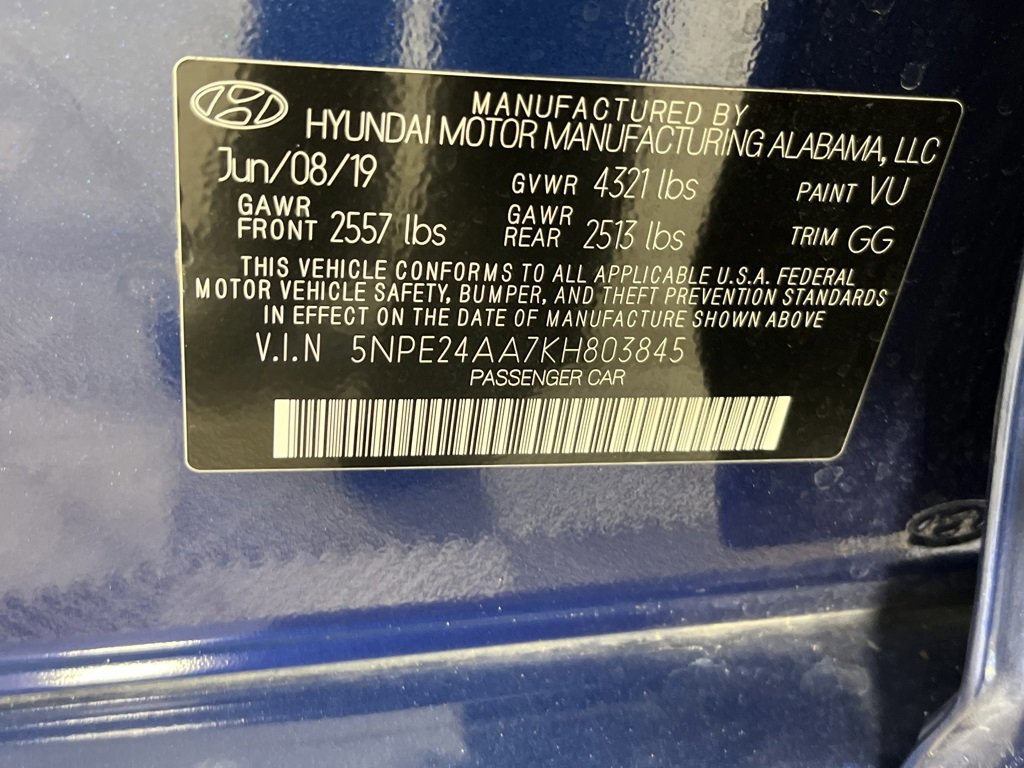 MANUFACTURED BY
HYUNDAI MOTOR MANUFACTURING ALABAMA, LLC
Jun/08/19 GVWR 4321 lbs PAINT VU
GAWR FRONT 2557 lbs GAWR REAR 2513 lbs TRIM GG
THIS VEHICLE CONFORMS TO ALL APPLICABLE U.S.A. FEDERAL
MOTOR VEHICLE SAFETY, BUMPER, AND THEFT PREVENTION STANDARDS
IN EFFECT ON THE DATE OF MANUFACTURE SHOWN ABOVE
V.I.N 5NPE24AA7KH803845
PASSENGER CAR